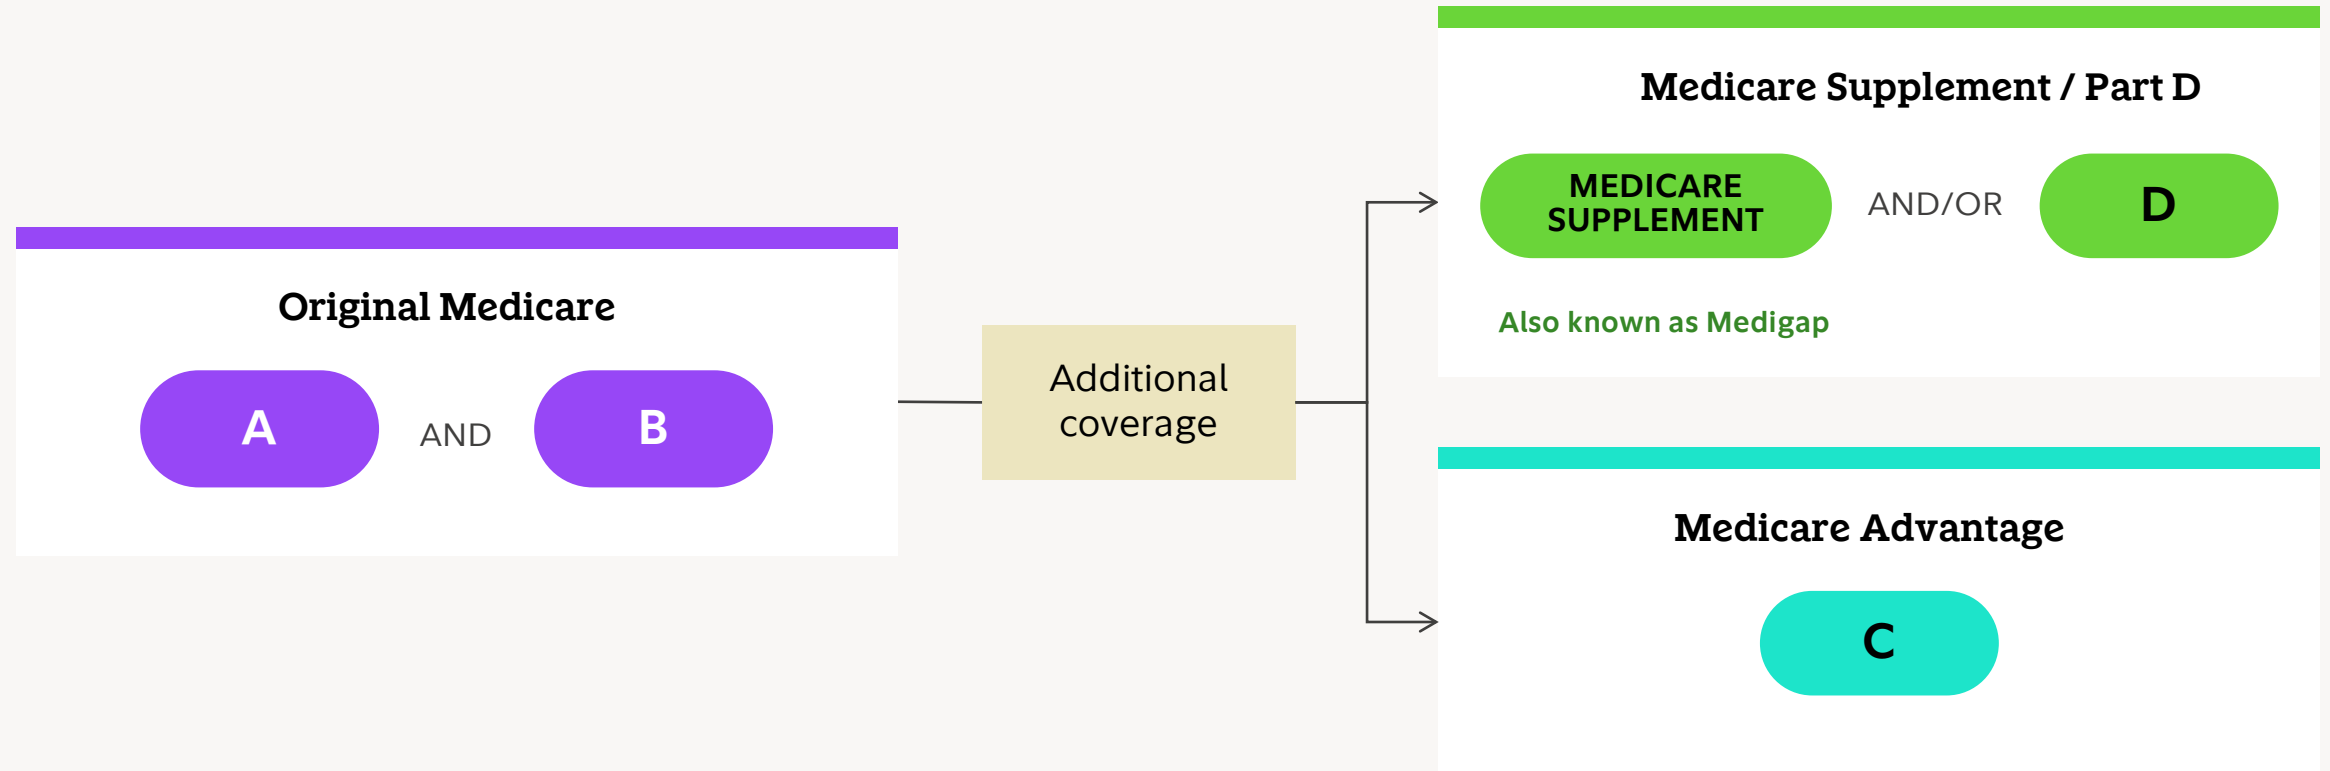 Original Medicare
A AND B
Additional
coverage
Medicare Supplement / Part D
MEDICARE
SUPPLEMENT
AND/OR
D
Also known as Medigap
Medicare Advantage
C